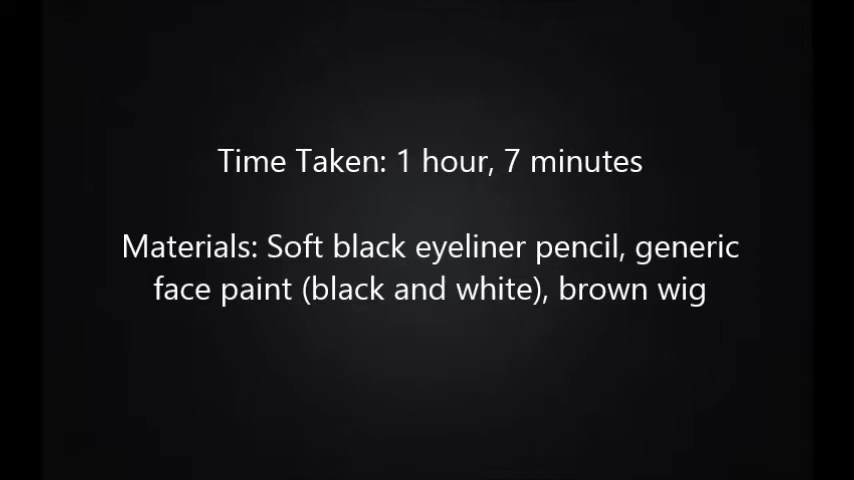 Time Taken: 1 hour, 7 minutes
Materials: Soft black eyeliner pencil, generic
face paint (black and white), brown wig